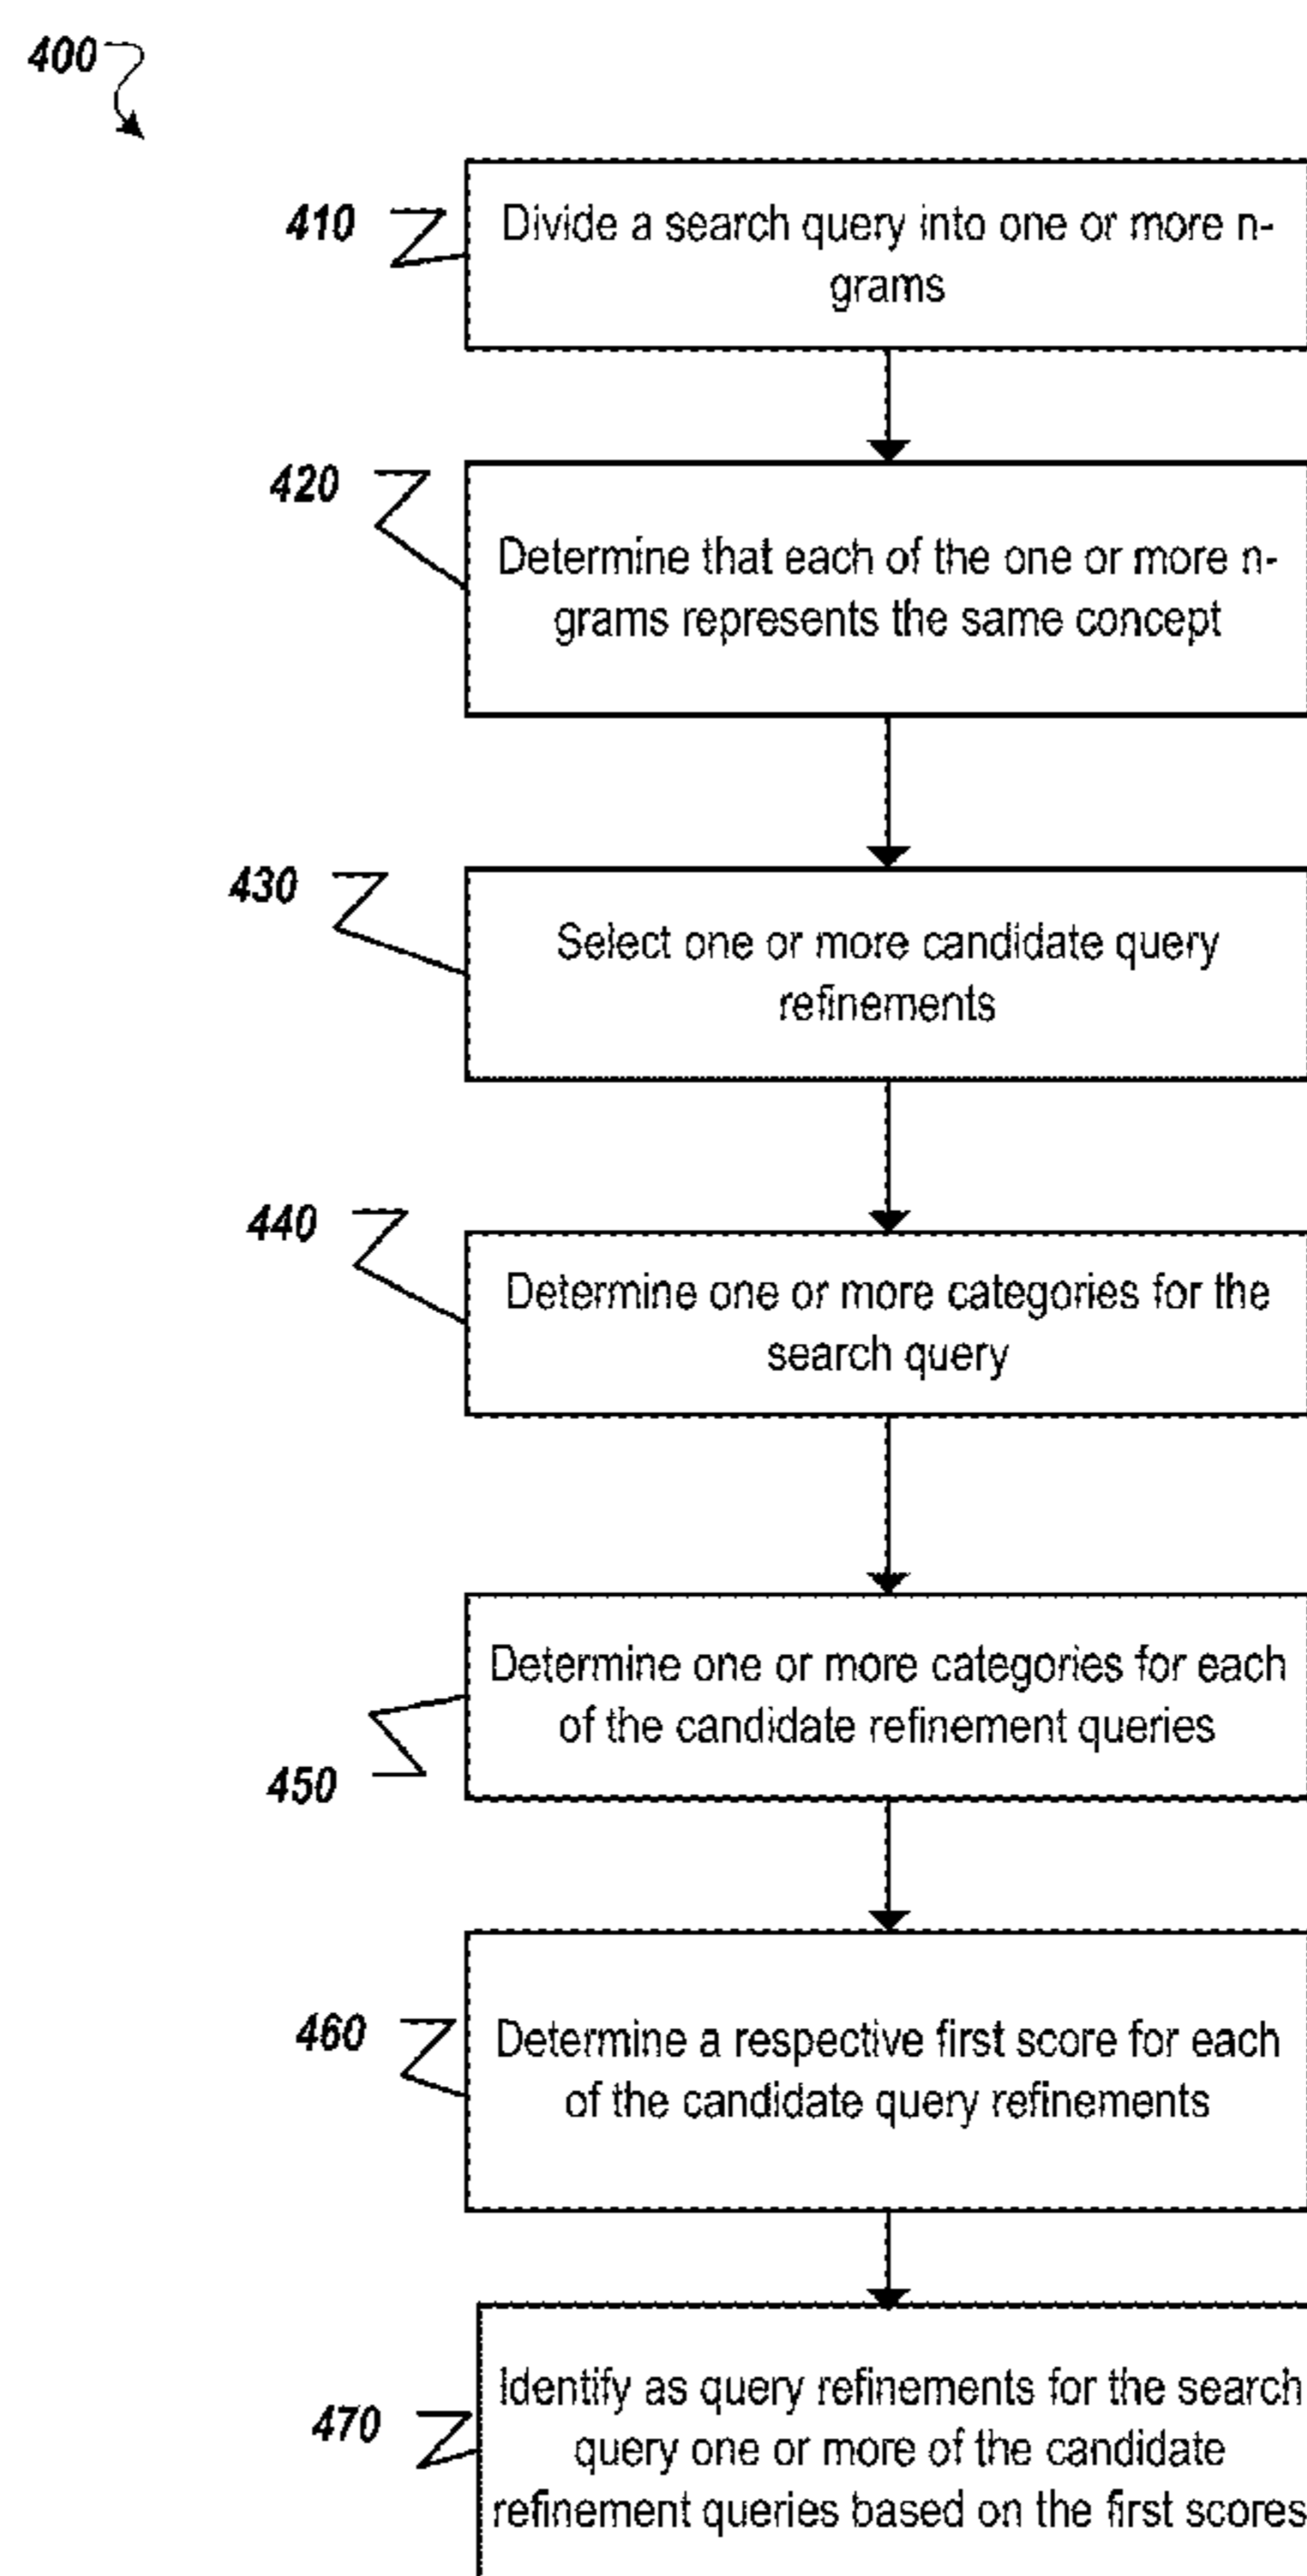 400
410
Divide a search query into one or more n-
grams
420
Determine that each of the one or more n-
grams represents the same concept
430
Select one or more candidate query
refinements
440
Determine one or more categories for the
search query
Determine one or more categories for each
of the candidate refinement queries
450
460
Determine a respective first score for each
of the candidate query refinements
470
Identify as query refinements for the search
query one or more of the candidate
refinement queries based on the first scores